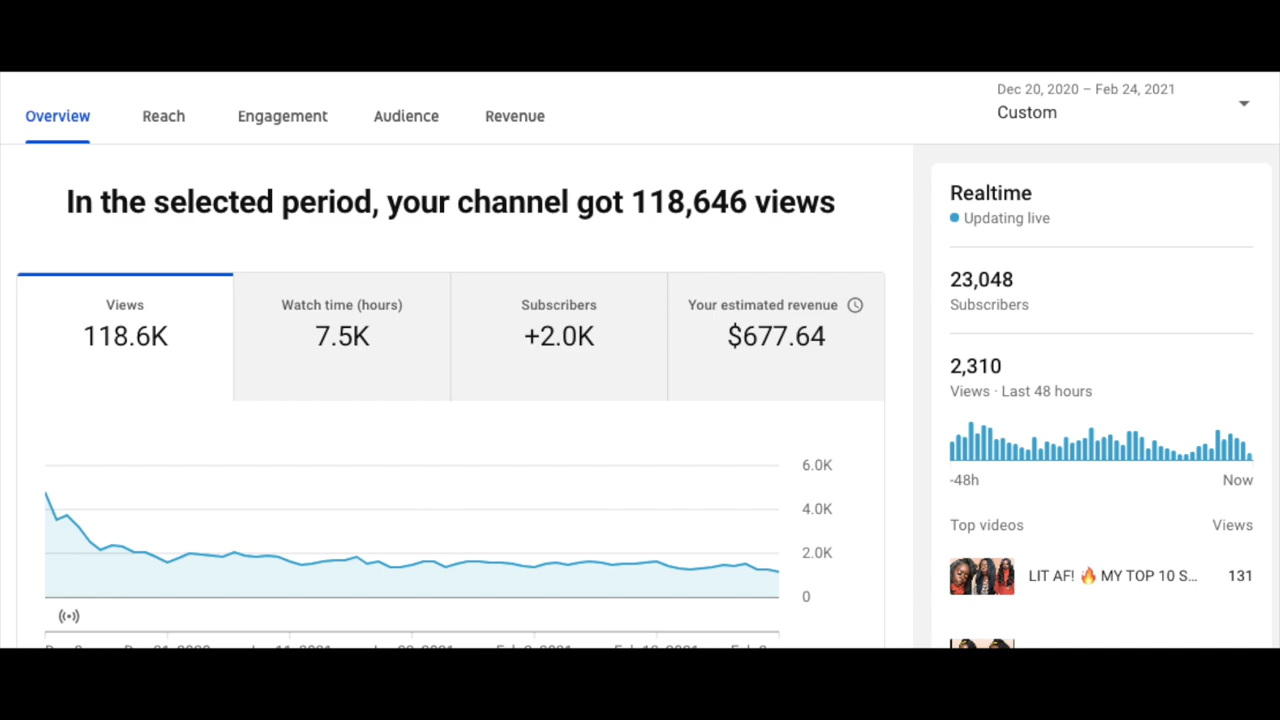 Dec 20, 2020 – Feb 24, 2021
Overview Reach Engagement Audience Revenue
Custom
In the selected period, your channel got 118,646 views
Views
118.6K
Watch time (hours)
7.5K
Subscribers
+2.0K
Your estimated revenue
$677.64
6.0K
4.0K
2.0K
0
Realtime
Updating live
23,048
Subscribers
2,310
Views · Last 48 hours
-48h Now
Top videos Views
LIT AF! 🔥 MY TOP 10 S... 131